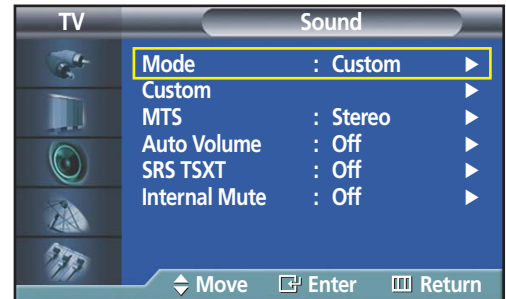 TV Sound
Mode : Custom
Custom
MTS : Stereo
Auto Volume : Off
SRS TSXT : Off
Internal Mute : Off
Move Enter Return